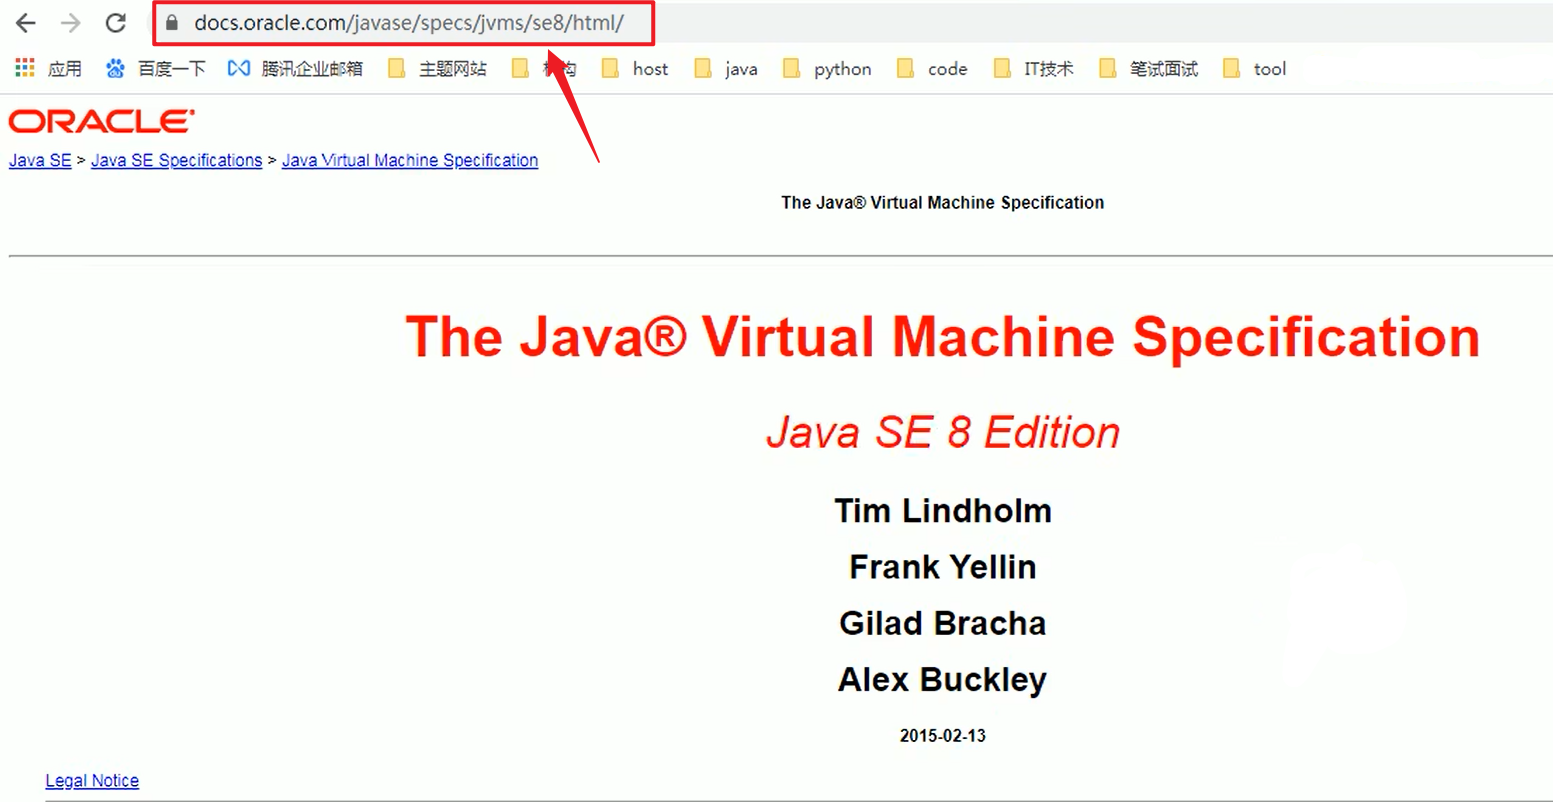 docs.oracle.com/javase/specs/jvms/se8/html/
应用 百度一下 腾讯企业邮箱 主题网站 host java python code IT技术 笔试面试 tool
ORACLE®
Java SE > Java SE Specifications > Java Virtual Machine Specification
The Java® Virtual Machine Specification
The Java® Virtual Machine Specification
Java SE 8 Edition
Tim Lindholm
Frank Yellin
Gilad Bracha
Alex Buckley
2015-02-13
Legal Notice